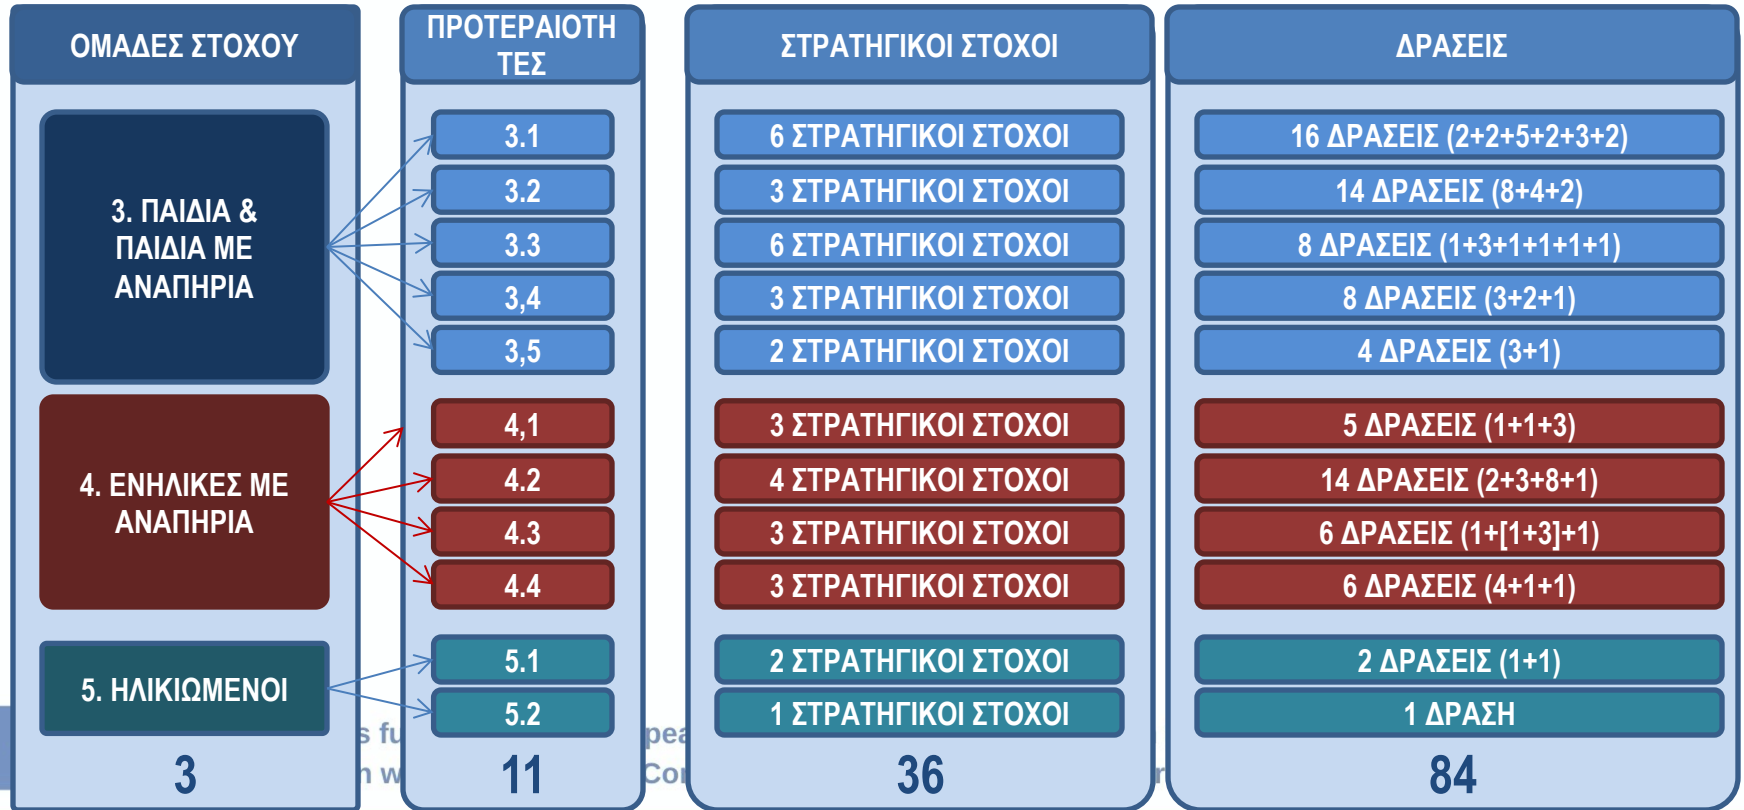 ΟΜΑΔΕΣ ΣΤΟΧΟΥ
ΠΡΟΤΕΡΑΙΟΤΗ
ΤΕΣ
ΣΤΡΑΤΗΓΙΚΟΙ ΣΤΟΧΟΙ
ΔΡΑΣΕΙΣ
3. ΠΑΙΔΙΑ &
ΠΑΙΔΙΑ ΜΕ
ΑΝΑΠΗΡΙΑ
3.1
6 ΣΤΡΑΤΗΓΙΚΟΙ ΣΤΟΧΟΙ
16 ΔΡΑΣΕΙΣ (2+2+5+2+3+2)
3.2
3 ΣΤΡΑΤΗΓΙΚΟΙ ΣΤΟΧΟΙ
14 ΔΡΑΣΕΙΣ (8+4+2)
3.3
6 ΣΤΡΑΤΗΓΙΚΟΙ ΣΤΟΧΟΙ
8 ΔΡΑΣΕΙΣ (1+3+1+1+1+1)
3,4
3 ΣΤΡΑΤΗΓΙΚΟΙ ΣΤΟΧΟΙ
8 ΔΡΑΣΕΙΣ (3+2+1)
3,5
2 ΣΤΡΑΤΗΓΙΚΟΙ ΣΤΟΧΟΙ
4 ΔΡΑΣΕΙΣ (3+1)
4. ΕΝΗΛΙΚΕΣ ΜΕ
ΑΝΑΠΗΡΙΑ
4,1
3 ΣΤΡΑΤΗΓΙΚΟΙ ΣΤΟΧΟΙ
5 ΔΡΑΣΕΙΣ (1+1+3)
4.2
4 ΣΤΡΑΤΗΓΙΚΟΙ ΣΤΟΧΟΙ
14 ΔΡΑΣΕΙΣ (2+3+8+1)
4.3
3 ΣΤΡΑΤΗΓΙΚΟΙ ΣΤΟΧΟΙ
6 ΔΡΑΣΕΙΣ (1+[1+3]+1)
4.4
3 ΣΤΡΑΤΗΓΙΚΟΙ ΣΤΟΧΟΙ
6 ΔΡΑΣΕΙΣ (4+1+1)
5. ΗΛΙΚΙΩΜΕΝΟΙ
5.1
2 ΣΤΡΑΤΗΓΙΚΟΙ ΣΤΟΧΟΙ
2 ΔΡΑΣΕΙΣ (1+1)
5.2
1 ΣΤΡΑΤΗΓΙΚΟΙ ΣΤΟΧΟΙ
1 ΔΡΑΣΗ
3
11
36
84